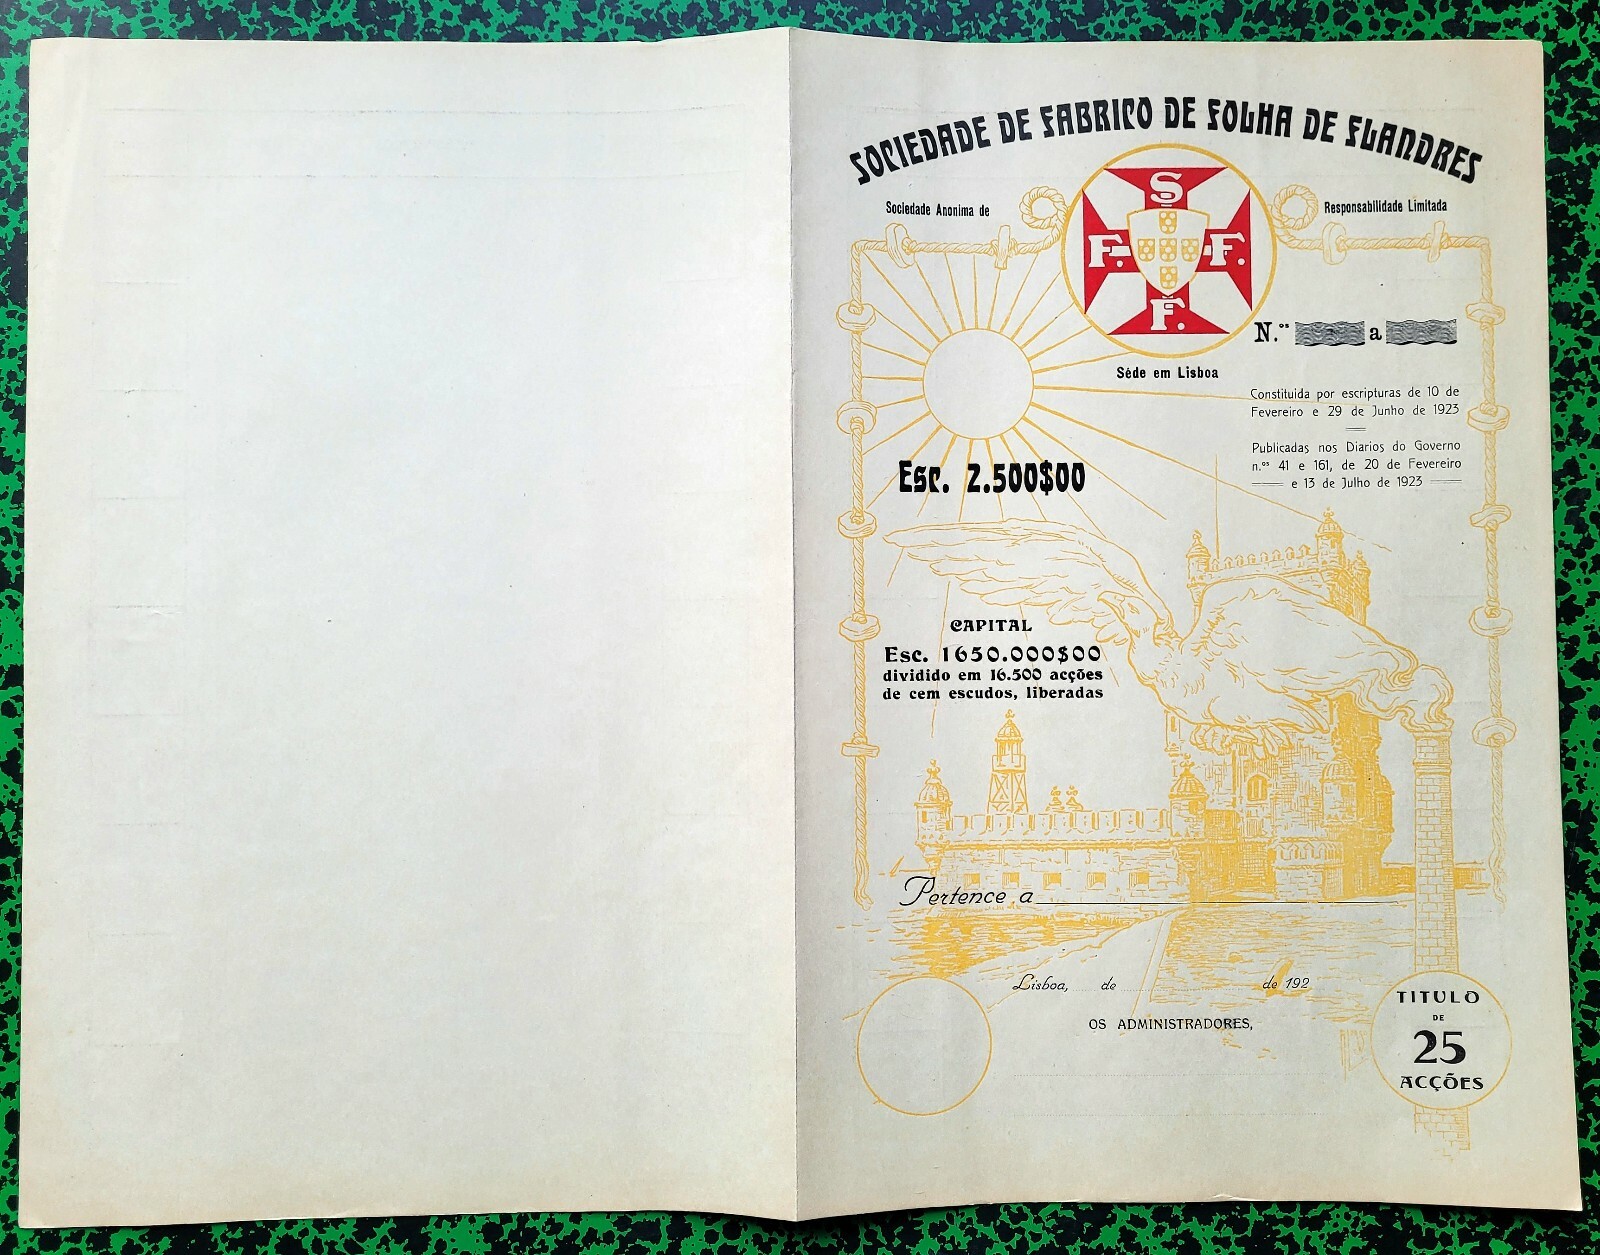 SOCIEDADE DE FABRICO DE FOLHA DE FLANDRES
Sociedade Anonima de Responsabilidade Limitada
S
F. F.
F.
N.ºˢ a
Séde em Lisboa
Constituida por escripturas de 10 de
Fevereiro e 29 de Junho de 1923
Publicadas nos Diarios do Governo
n.ºˢ 41 e 161, de 20 de Fevereiro
e 13 de Julho de 1923
Esc. 2.500$00
CAPITAL
Esc. 1650.000$00
dividido em 16.500 acções
de cem escudos, liberadas
Pertence a
Lisboa, de de 192
OS ADMINISTRADORES,
TITULO
DE
25
ACÇÕES